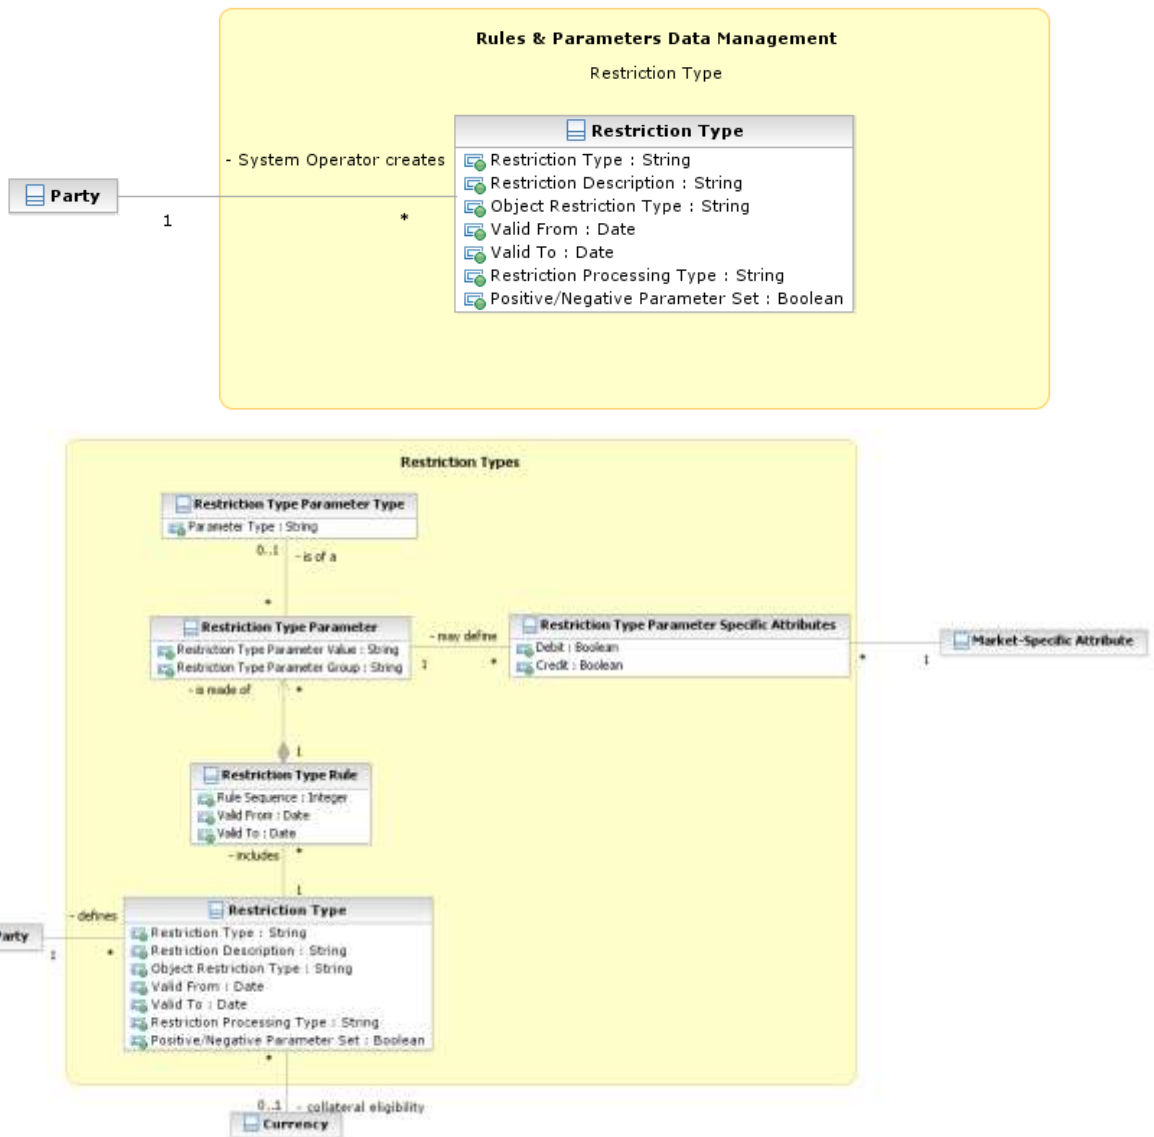 Rules & Parameters Data Management
Restriction Type
Restriction Type
- System Operator creates
Restriction Type : String
Restriction Description : String
Party
Object Restriction Type : String
1
*
Valid From : Date
Valid To : Date
Restriction Processing Type : String
Positive/Negative Parameter Set : Boolean
Restriction Types
Restriction Type Parameter Type
Parameter Type : String
0..1
- is of a
*
Restriction Type Parameter
Restriction Type Parameter Value : String
Restriction Type Parameter Group : String
- may define
1
*
Restriction Type Parameter Specific Attributes
Debit : Boolean
Credit : Boolean
*
1
Market-Specific Attribute
- is made of
*
1
Restriction Type Rule
Rule Sequence : Integer
Valid From : Date
Valid To : Date
- includes
*
1
- defines
Party
1
*
Restriction Type
Restriction Type : String
Restriction Description : String
Object Restriction Type : String
Valid From : Date
Valid To : Date
Restriction Processing Type : String
Positive/Negative Parameter Set : Boolean
*
0..1
- collateral eligibility
Currency